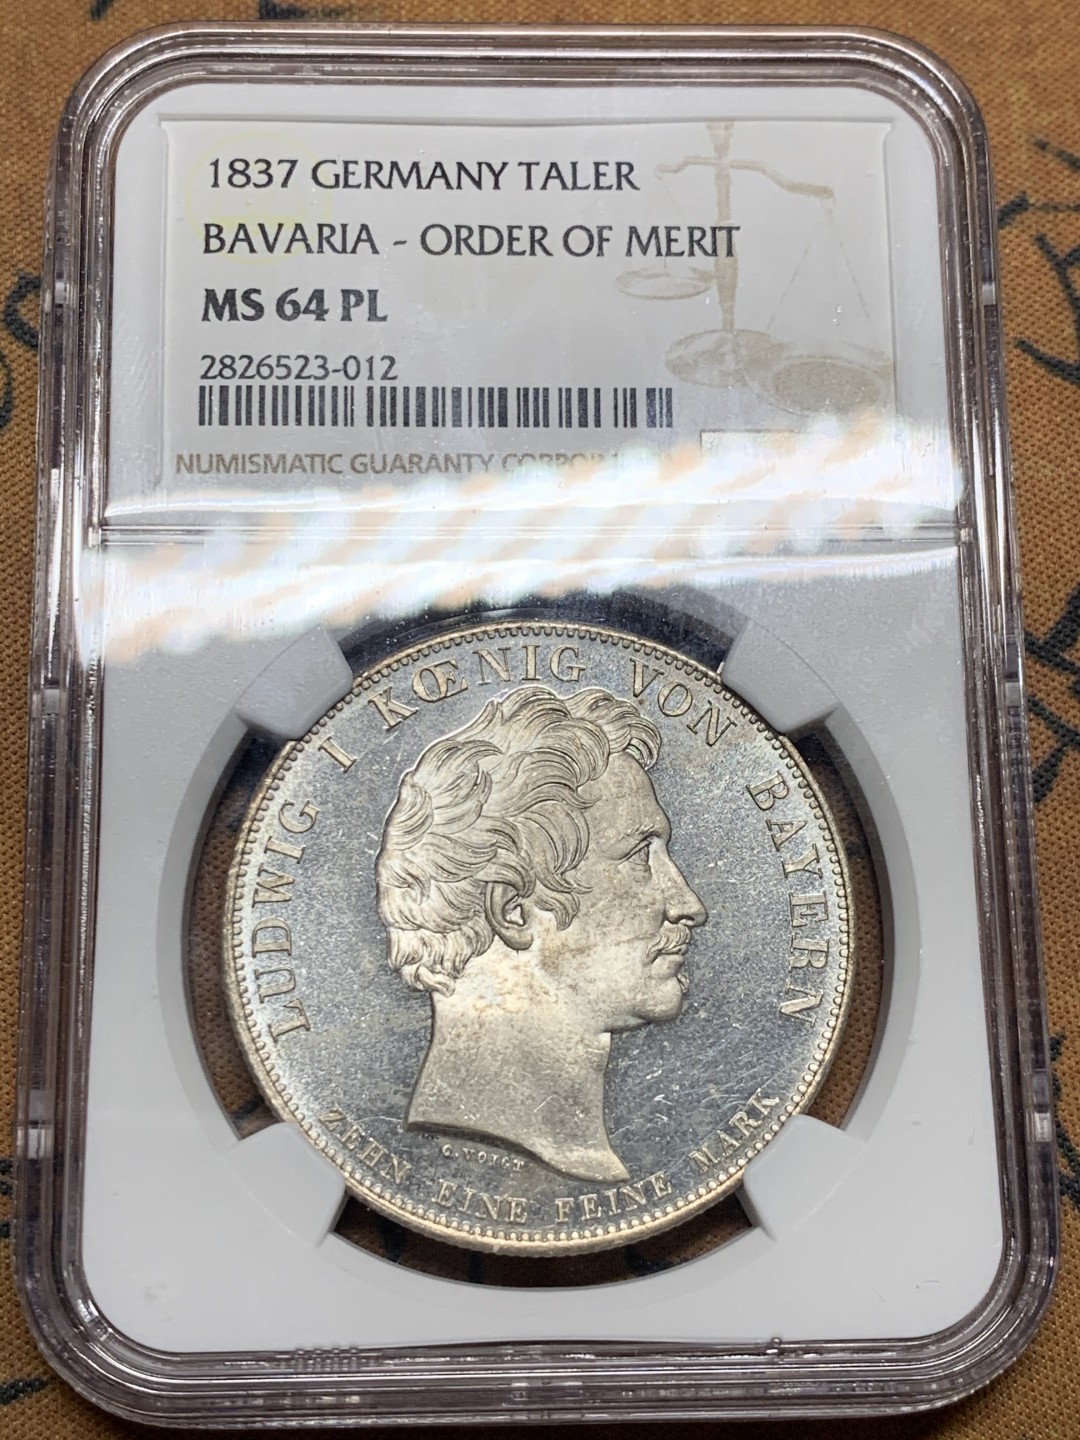 1837 GERMANY TALER
BAVARIA - ORDER OF MERIT
MS 64 PL
2826523-012
NUMISMATIC GUARANTY
LUDWIG I KŒNIG VON BAYERN
C. VOIGT
ZEHN EINE FEINE MARK